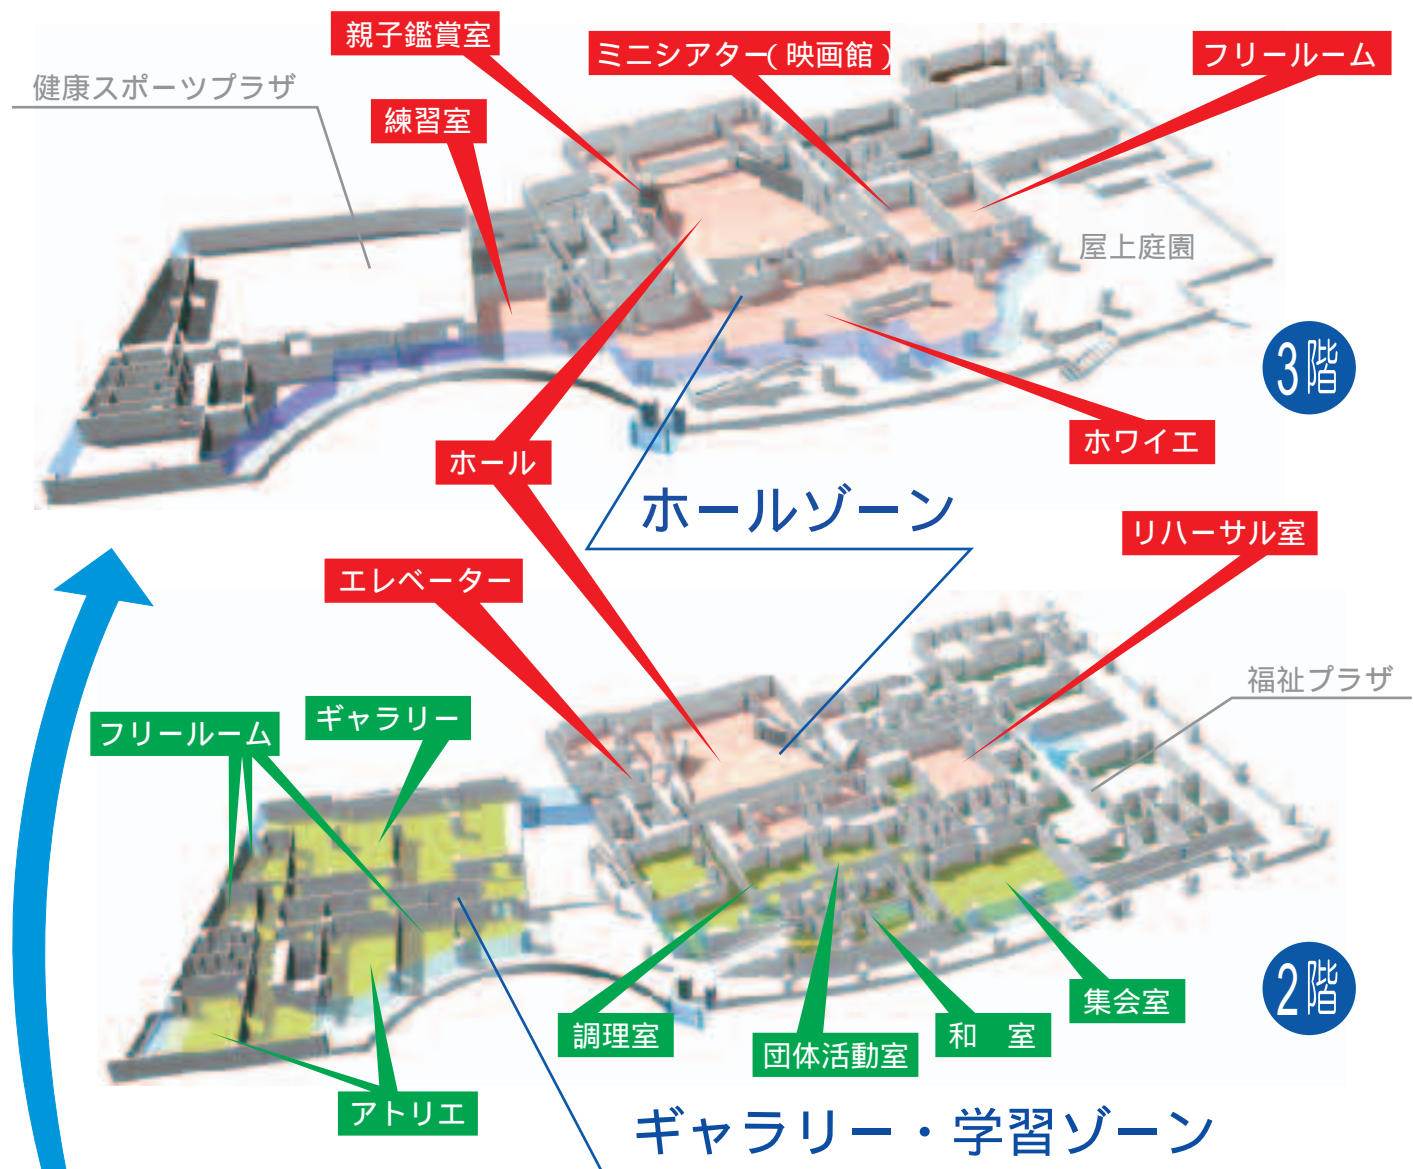 親子鑑賞室
ミニシアター(映画館)
フリールーム
健康スポーツプラザ
練習室
屋上庭園
3階
ホワイエ
ホール
ホールゾーン
リハーサル室
エレベーター
福祉プラザ
ギャラリー
フリールーム
2階
集会室
調理室
和　室
団体活動室
アトリエ
ギャラリー・学習ゾーン